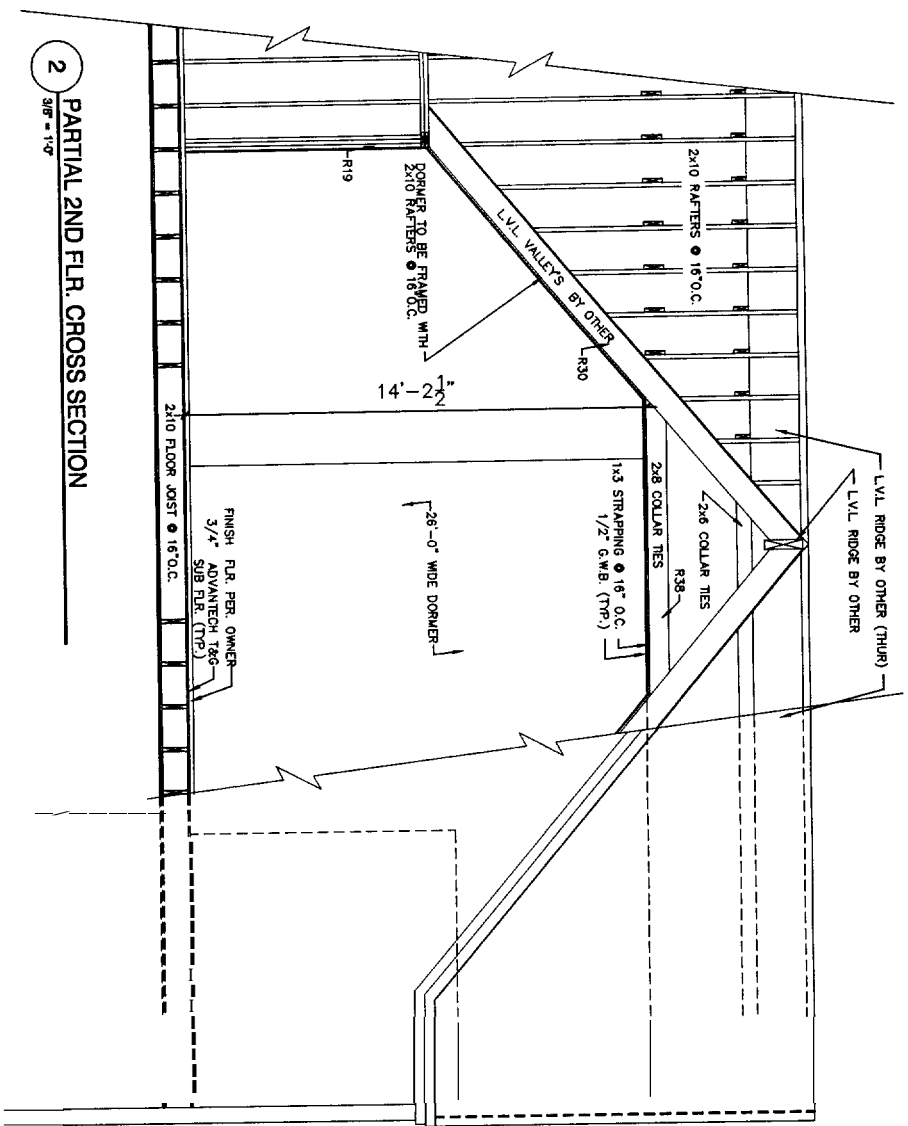 L.V.L RIDGE BY OTHER (THUR)
L.V.L RIDGE BY OTHER
2x10 RAFTERS @ 16"O.C.
2x6 COLLAR TIES
R38
2x8 COLLAR TIES
1x3 STRAPPING @ 16" O.C.
1/2" G.W.B. (TYP.)
L.V.L. VALLEY'S BY OTHER
R30
DORMER TO BE FRAMED WITH
2x10 RAFTERS @ 16"O.C.
14'-2 1/2"
26'-0" WIDE DORMER
R19
FINISH FLR. PER. OWNER
3/4" ADVANTECH T&G
SUB FLR. (TYP.)
2x10 FLOOR JOIST @ 16"O.C.
2
PARTIAL 2ND FLR. CROSS SECTION
3/8" = 1'-0"